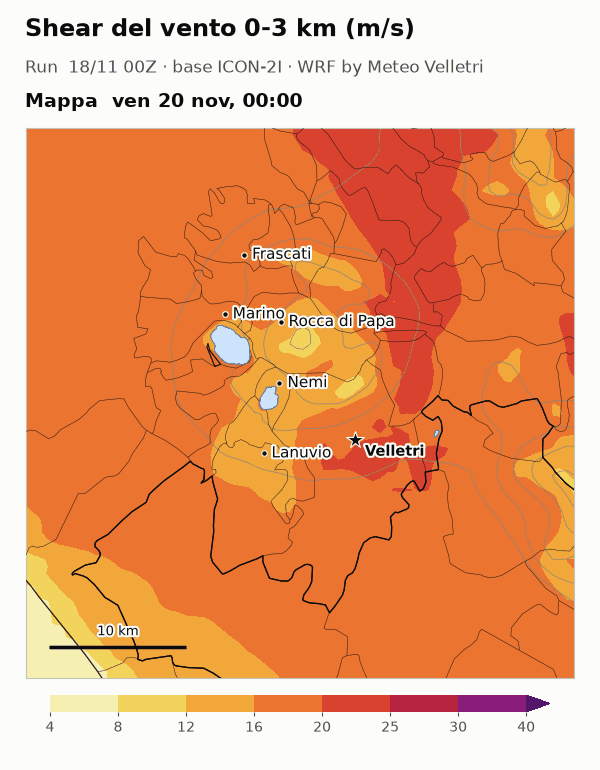 Shear del vento 0-3 km (m/s)
Run 18/11 00Z · base ICON-2I · WRF by Meteo Velletri
Mappa ven 20 nov, 00:00
Frascati
Marino
Rocca di Papa
Nemi
Velletri
Lanuvio
10 km
4 8 12 16 20 25 30 40